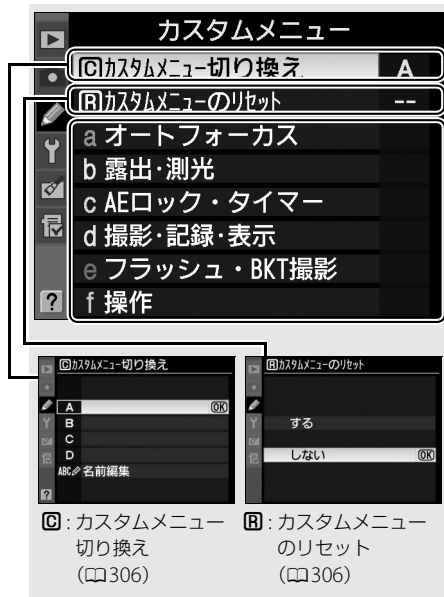 カスタムメニュー
C カスタムメニュー切り換え A
R カスタムメニューのリセット --
a オートフォーカス
b 露出・測光
c AEロック・タイマー
d 撮影・記録・表示
e フラッシュ・BKT撮影
f 操作
?
C カスタムメニュー切り換え
A OK
B
C
D
ABC 名前編集
?
R カスタムメニューのリセット
する
しない OK
C : カスタムメニュー
切り換え
(306)
R : カスタムメニュー
のリセット
(306)